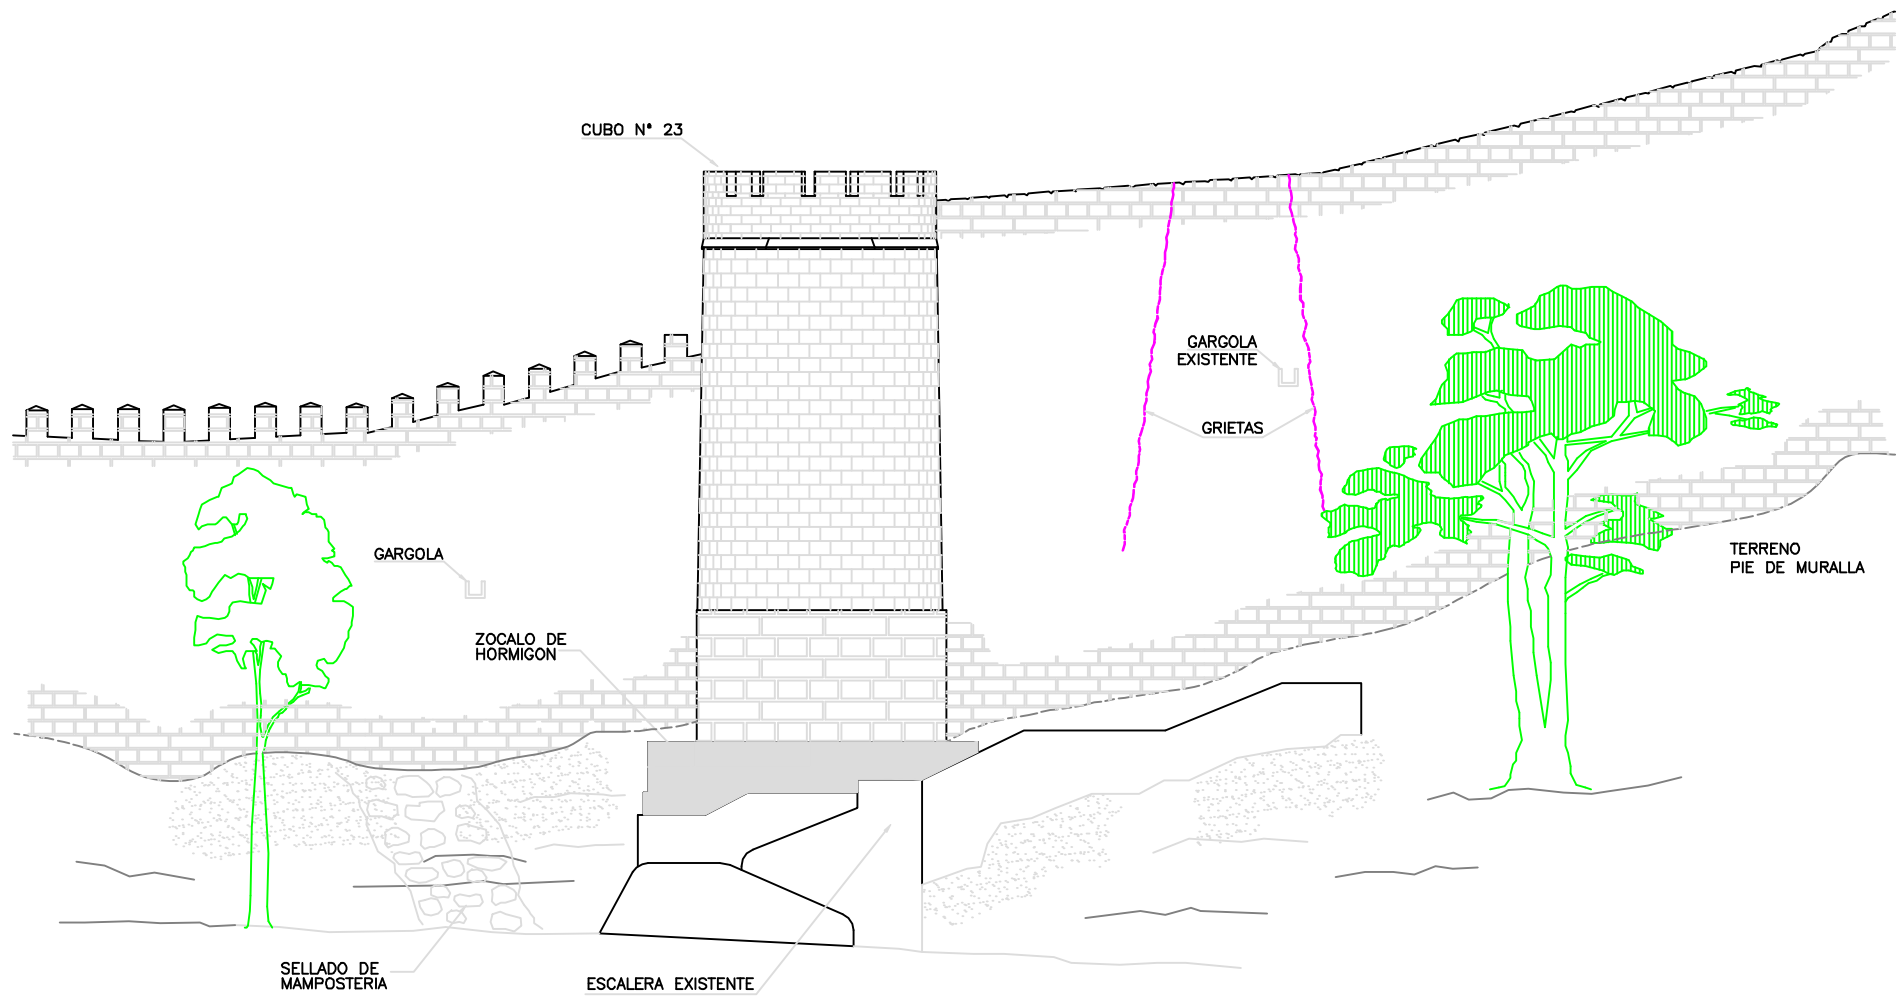 CUBO Nº 23
GARGOLA
EXISTENTE
GRIETAS
GARGOLA
TERRENO
PIE DE MURALLA
ZOCALO DE
HORMIGON
SELLADO DE
MAMPOSTERIA
ESCALERA EXISTENTE